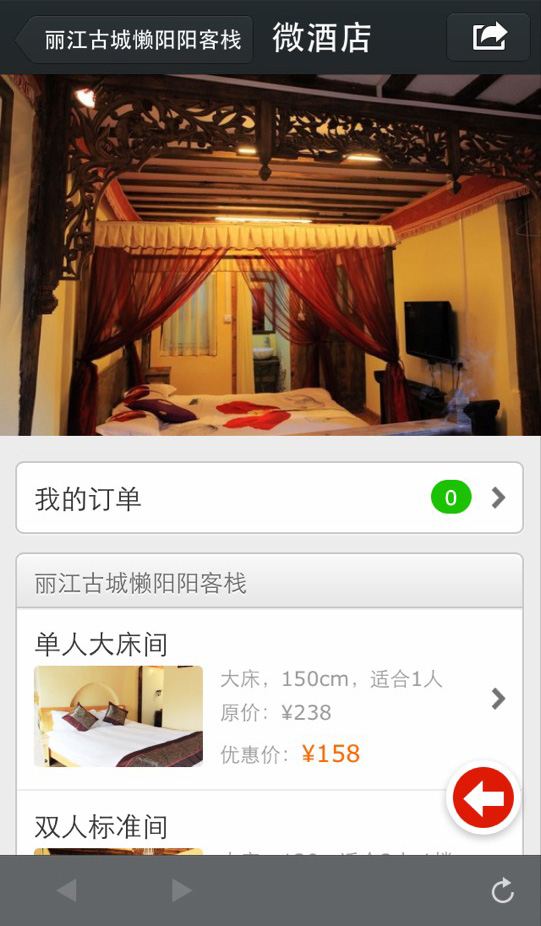 丽江古城懒阳阳客栈
微酒店
我的订单
0
丽江古城懒阳阳客栈
单人大床间
大床，150cm，适合1人
原价：¥238
优惠价：¥158
双人标准间